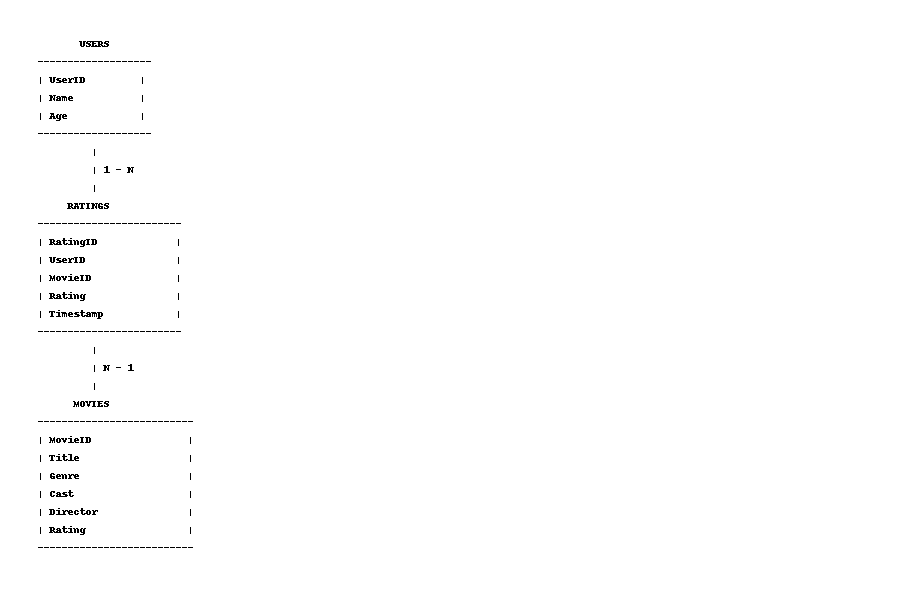 USERS
-------------------
| UserID         |
| Name           |
| Age            |
-------------------
|
| 1 - N
|
RATINGS
------------------------
| RatingID             |
| UserID               |
| MovieID              |
| Rating               |
| Timestamp            |
------------------------
|
| N - 1
|
MOVIES
--------------------------
| MovieID                |
| Title                  |
| Genre                  |
| Cast                   |
| Director               |
| Rating                 |
--------------------------